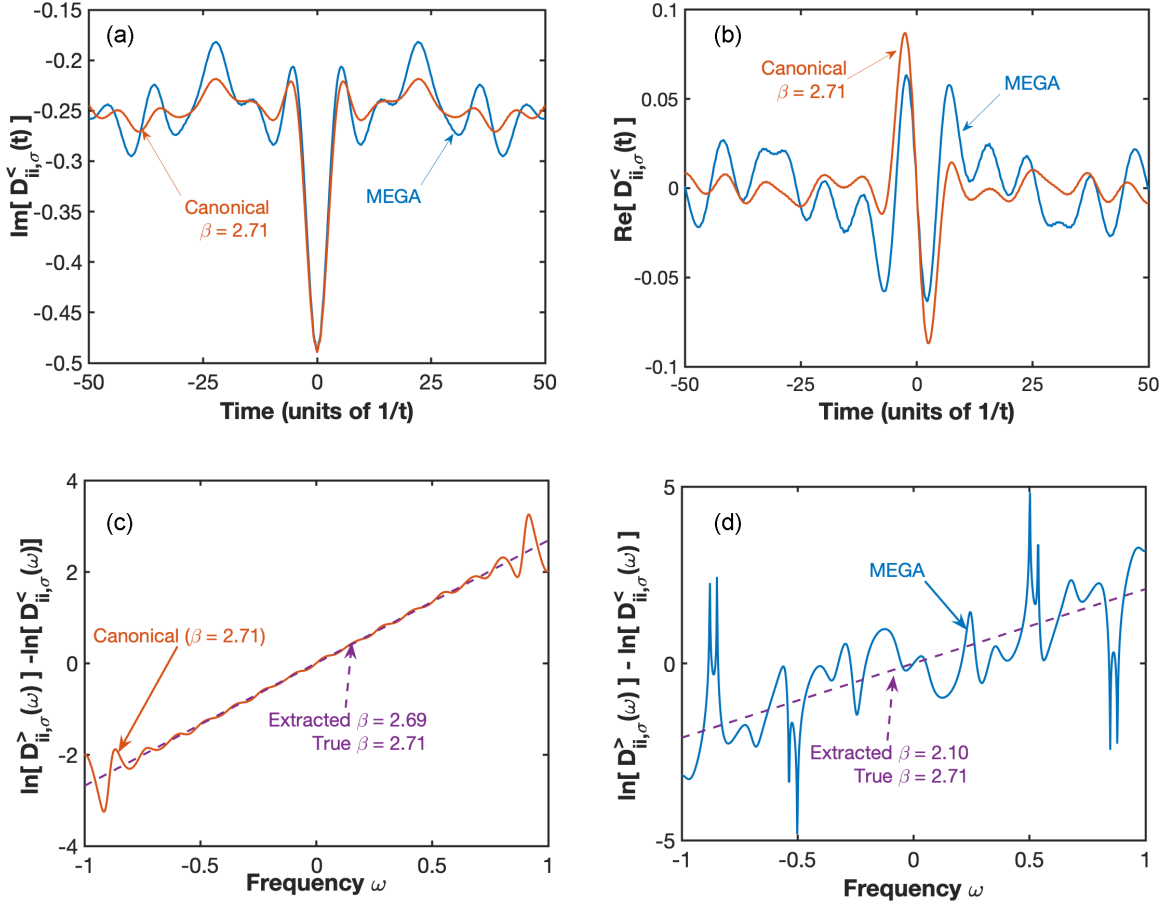 (a)
-0.15
-0.2
-0.25
-0.3
-0.35
-0.4
-0.45
-0.5
Im[ D^<_{ii,σ}(t) ]
Canonical
β = 2.71
MEGA
-50
-25
0
25
50
Time (units of 1/t)
(b)
0.1
0.05
0
-0.05
-0.1
Re[ D^<_{ii,σ}(t) ]
Canonical
β = 2.71
MEGA
-50
-25
0
25
50
Time (units of 1/t)
(c)
4
2
0
-2
-4
ln[ D^>_{ii,σ}(ω) ] -ln[ D^<_{ii,σ}(ω)]
Canonical (β = 2.71)
Extracted β = 2.69
True β = 2.71
-1
-0.5
0
0.5
1
Frequency ω
(d)
5
0
-5
ln[ D^>_{ii,σ}(ω) ] - ln[ D^<_{ii,σ}(ω) ]
MEGA
Extracted β = 2.10
True β = 2.71
-1
-0.5
0
0.5
1
Frequency ω